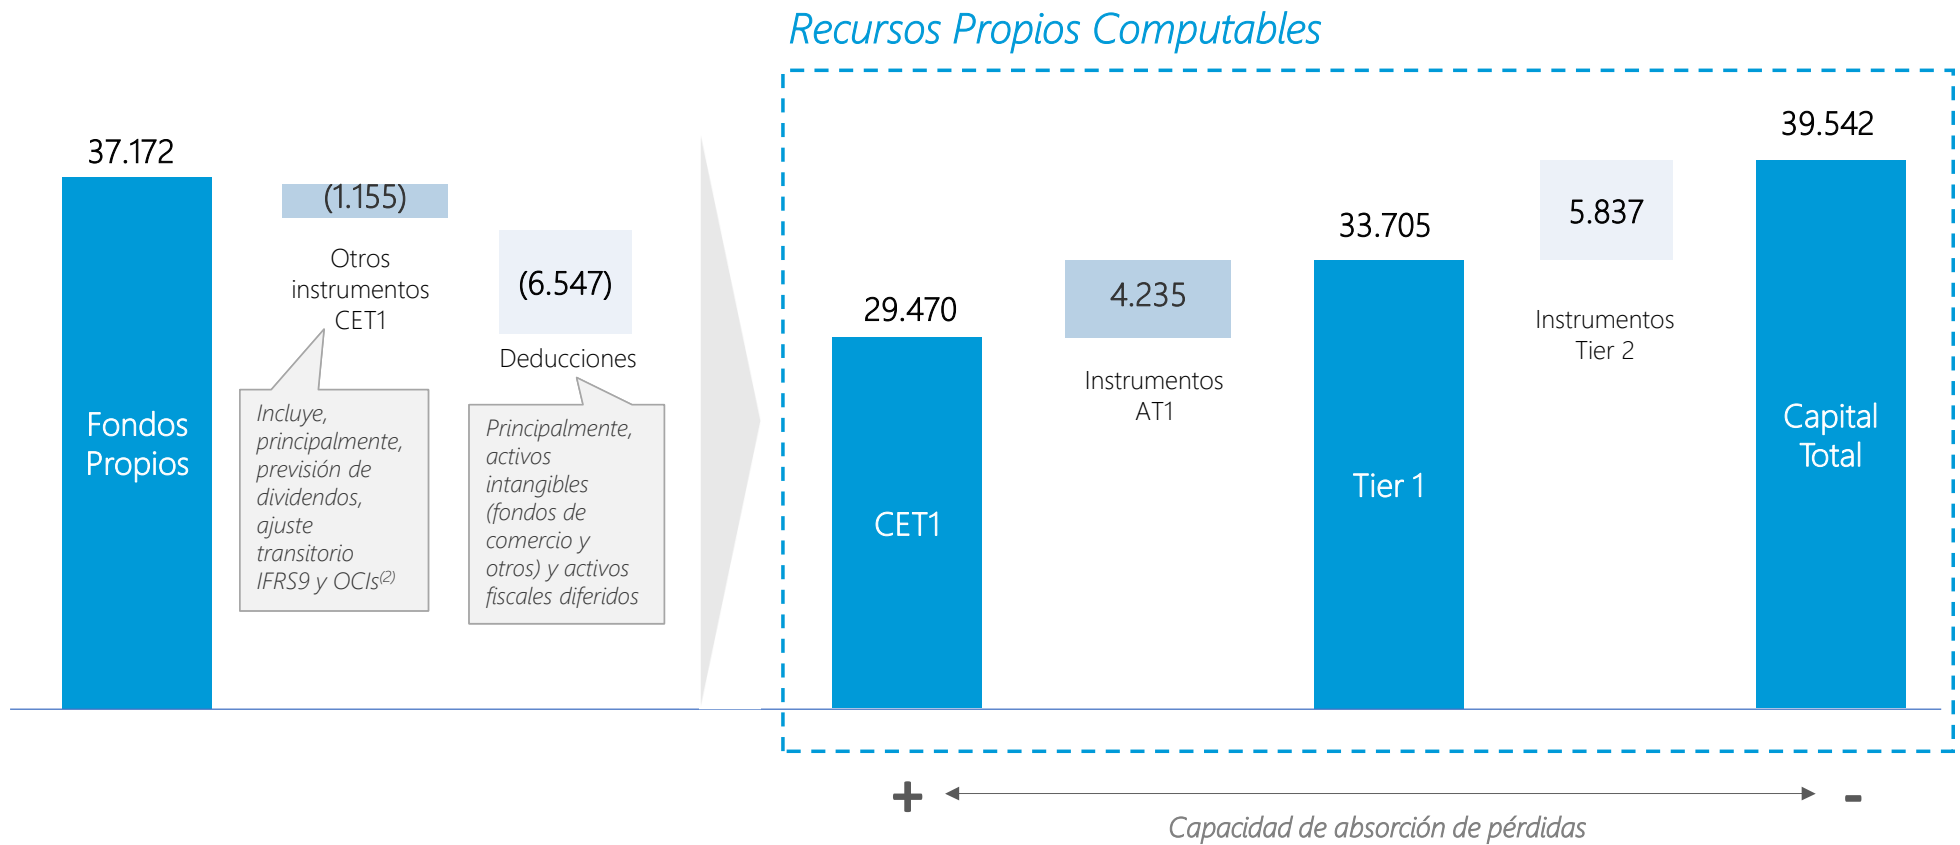 Recursos Propios Computables
37.172
Fondos
Propios
(1.155)
Otros
instrumentos
CET1
Incluye,
principalmente,
previsión de
dividendos,
ajuste
transitorio
IFRS9 y OCIs(2)
(6.547)
Deducciones
Principalmente,
activos
intangibles
(fondos de
comercio y
otros) y activos
fiscales diferidos
29.470
CET1
4.235
Instrumentos
AT1
33.705
Tier 1
5.837
Instrumentos
Tier 2
39.542
Capital
Total
+
-
Capacidad de absorción de pérdidas